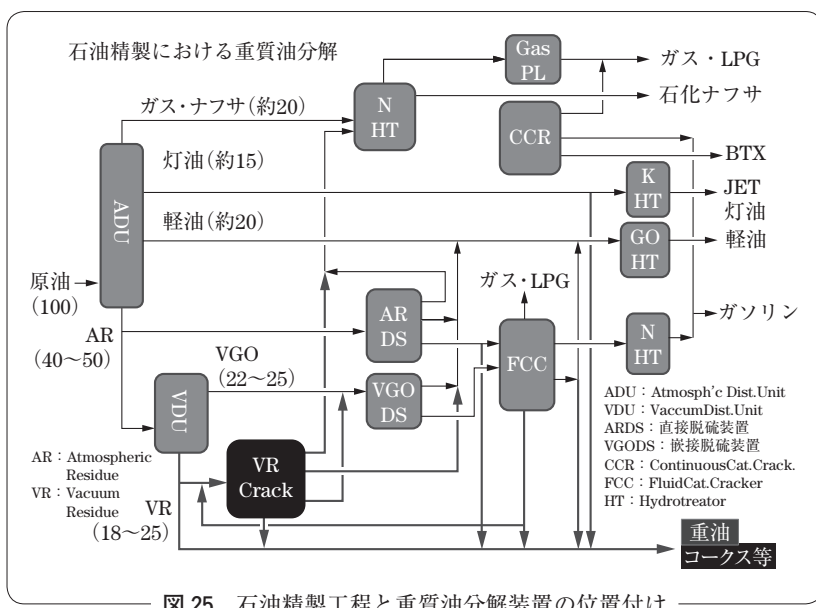 石油精製における重質油分解
Gas
PL
ガス・LPG
ガス・ナフサ(約20)
N
HT
石化ナフサ
CCR
BTX
灯油(約15)
K
HT
JET
灯油
ADU
軽油(約20)
GO
HT
軽油
原油
(100)
ガス・LPG
AR
(40～50)
AR
DS
ガソリン
VGO
(22～25)
FCC
N
HT
VDU
VGO
DS
ADU：Atmosph'c Dist.Unit
VDU：VaccumDist.Unit
ARDS：直接脱硫装置
VGODS：嵌接脱硫装置
CCR：ContinuousCat.Crack.
FCC：FluidCat.Cracker
HT：Hydrotreator
AR：Atmospheric
Residue
VR：Vacuum
Residue
VR
Crack
VR
(18～25)
重油
コークス等
図25 石油精製工程と重質油分解装置の位置付け